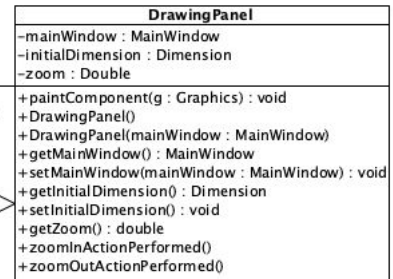 DrawingPanel
-mainWindow : MainWindow
-initialDimension : Dimension
-zoom : Double
+paintComponent(g : Graphics) : void
+DrawingPanel()
+DrawingPanel(mainWindow : MainWindow)
+getMainWindow() : MainWindow
+setMainWindow(mainWindow : MainWindow) : void
+getInitialDimension() : Dimension
+setInitialDimension() : void
+getZoom() : double
+zoomInActionPerformed()
+zoomOutActionPerformed()